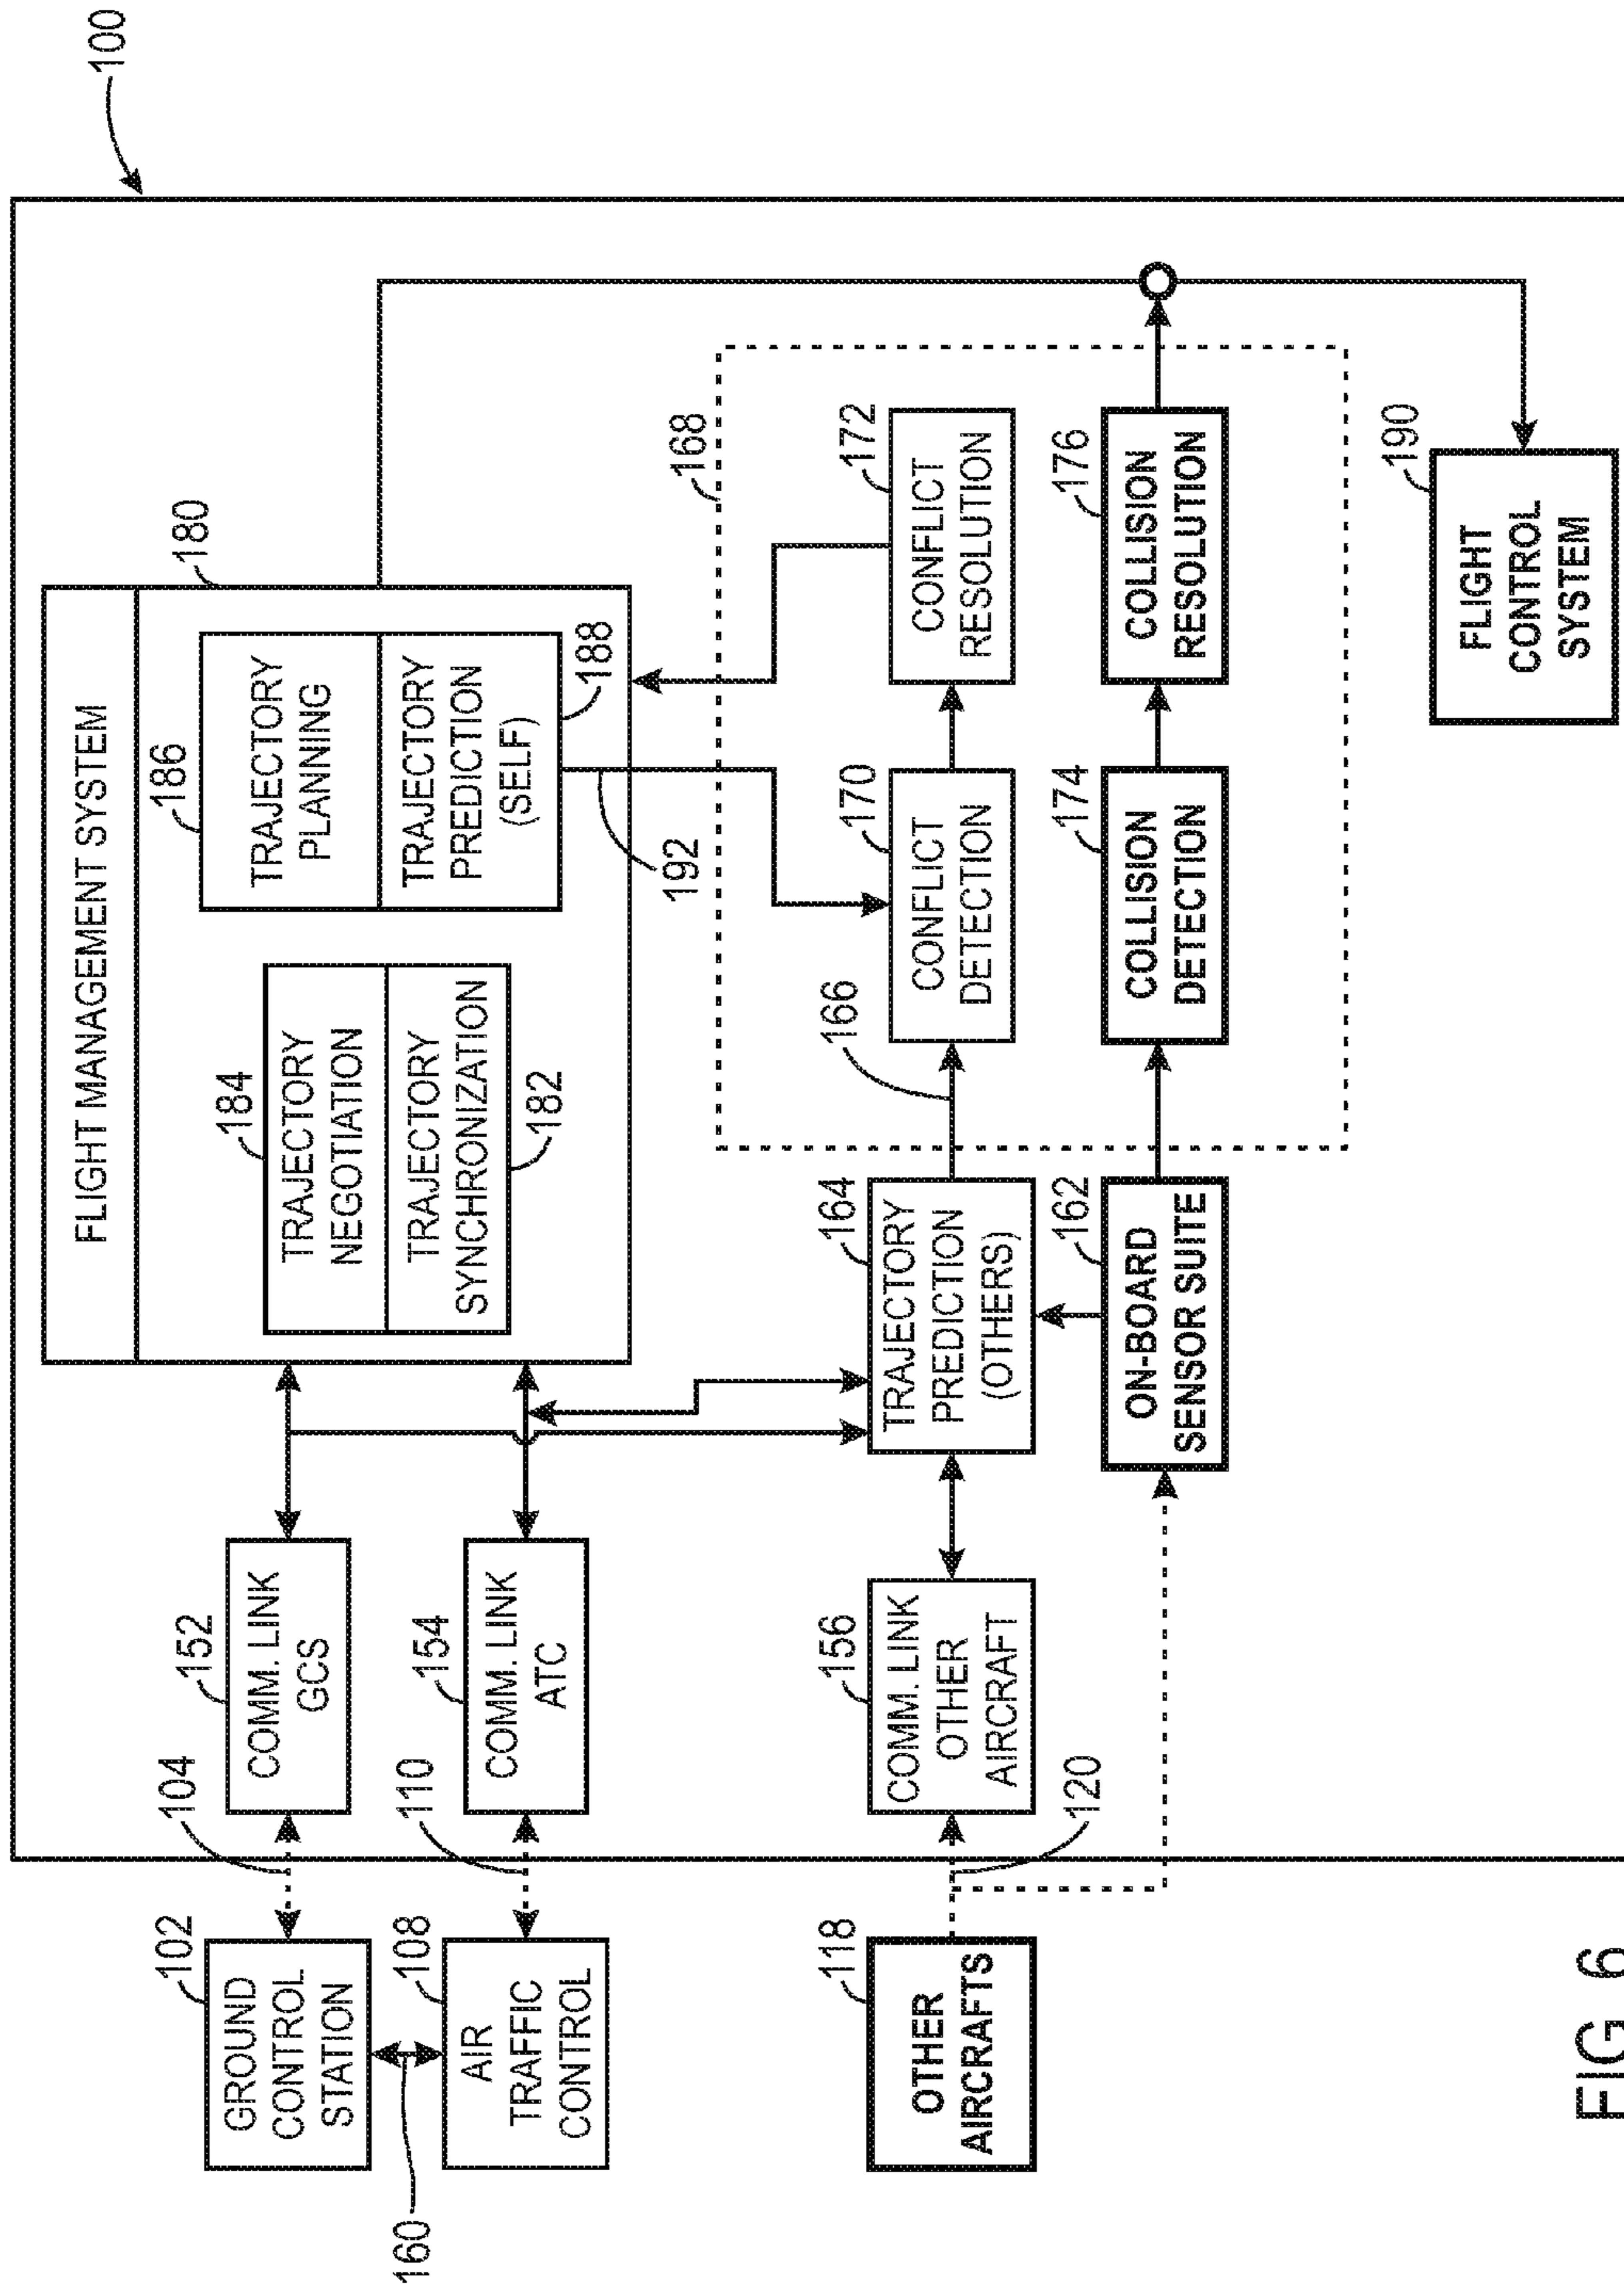 100
FLIGHT MANAGEMENT SYSTEM
180
184
TRAJECTORY
NEGOTIATION
TRAJECTORY
SYNCHRONIZATION
182
186
TRAJECTORY
PLANNING
TRAJECTORY
PREDICTION
(SELF)
188
192
102
GROUND
CONTROL
STATION
104
152
COMM. LINK
GCS
160
108
AIR
TRAFFIC
CONTROL
110
154
COMM. LINK
ATC
118
OTHER
AIRCRAFTS
120
156
COMM. LINK
OTHER
AIRCRAFT
164
TRAJECTORY
PREDICTION
(OTHERS)
166
168
170
CONFLICT
DETECTION
172
CONFLICT
RESOLUTION
162
ON-BOARD
SENSOR SUITE
174
COLLISION
DETECTION
176
COLLISION
RESOLUTION
190
FLIGHT
CONTROL
SYSTEM
FIG. 6